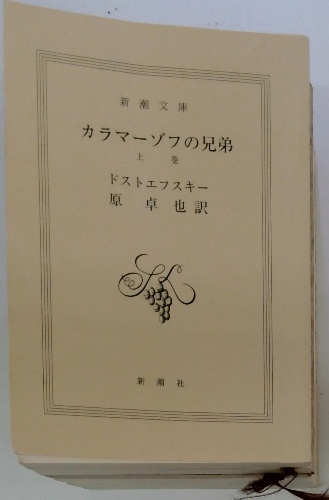 新潮文庫
カラマーゾフの兄弟
上巻
ドストエフスキー
原卓也訳
新潮社